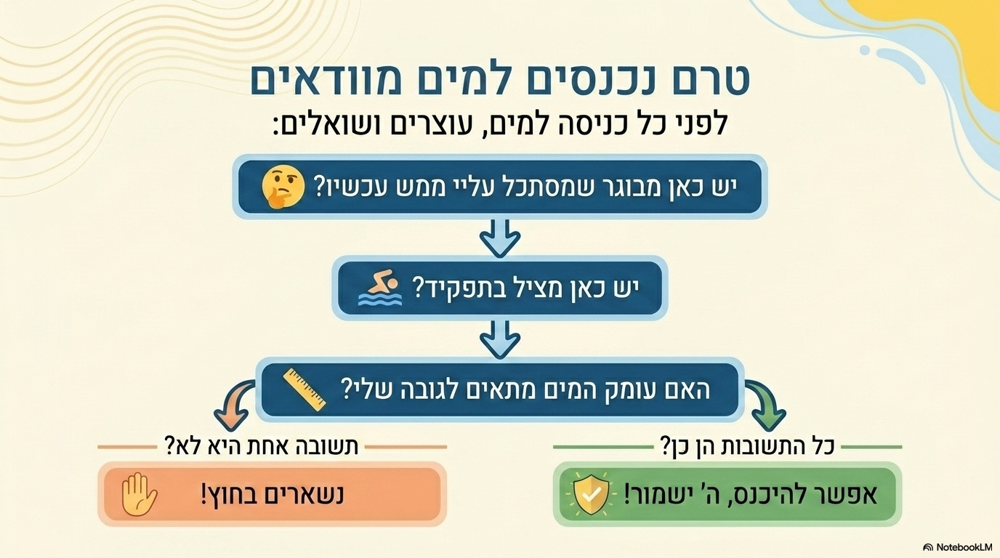 טרם נכנסים למים מוודאים
לפני כל כניסה למים, עוצרים ושואלים:
יש כאן מבוגר שמסתכל עליי ממש עכשיו?
יש כאן מציל בתפקיד?
האם עומק המים מתאים לגובה שלי?
כל התשובות הן כן?
אפשר להיכנס, ה׳ ישמור!
תשובה אחת היא לא?
נשארים בחוץ!
NotebookLM